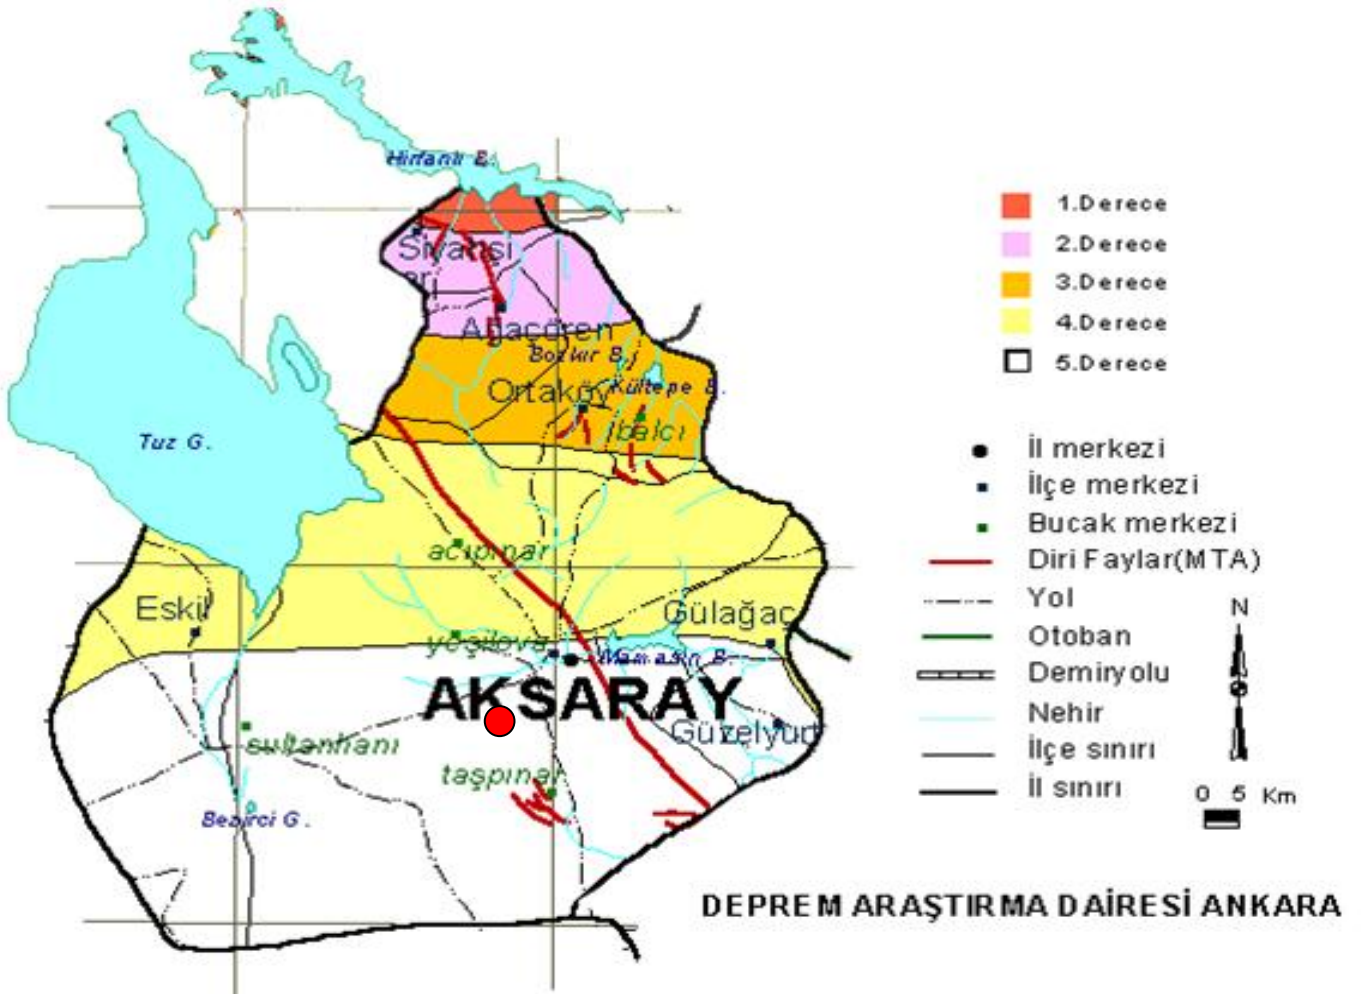 Hirfanlı B.
1.Derece
2.Derece
3.Derece
4.Derece
5.Derece
Ağaçören
Bozkır B.
Ortaköy
Kültepe B.
balcı
Tuz G.
İl merkezi
İlçe merkezi
Bucak merkezi
Diri Faylar(MTA)
Yol
Otoban
Demiryolu
Nehir
İlçe sınırı
İl sınırı
N
0 5 Km
acıpınar
Eskil
Gülağaç
yeşilova
Mamasın B.
AKSARAY
Güzelyurt
sultanhanı
taşpınar
Bezirci G.
DEPREM ARAŞTIRMA DAİRESİ ANKARA